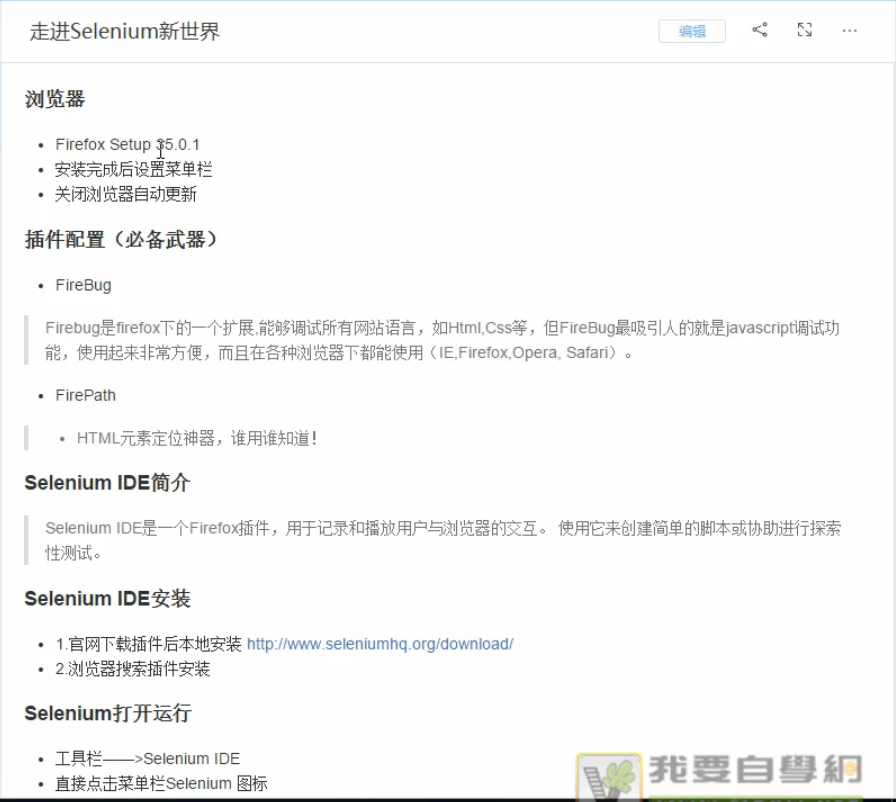 走进Selenium新世界
编辑
浏览器
Firefox Setup 35.0.1
安装完成后设置菜单栏
关闭浏览器自动更新
插件配置（必备武器）
FireBug
Firebug是firefox下的一个扩展,能够调试所有网站语言，如Html,Css等，但FireBug最吸引人的就是javascript调试功
能，使用起来非常方便，而且在各种浏览器下都能使用（IE,Firefox,Opera, Safari）。
FirePath
HTML元素定位神器，谁用谁知道!
Selenium IDE简介
Selenium IDE是一个Firefox插件，用于记录和播放用户与浏览器的交互。 使用它来创建简单的脚本或协助进行探索
性测试。
Selenium IDE安装
1.官网下载插件后本地安装 http://www.seleniumhq.org/download/
2.浏览器搜索插件安装
Selenium打开运行
工具栏——>Selenium IDE
直接点击菜单栏Selenium 图标
我要自學網